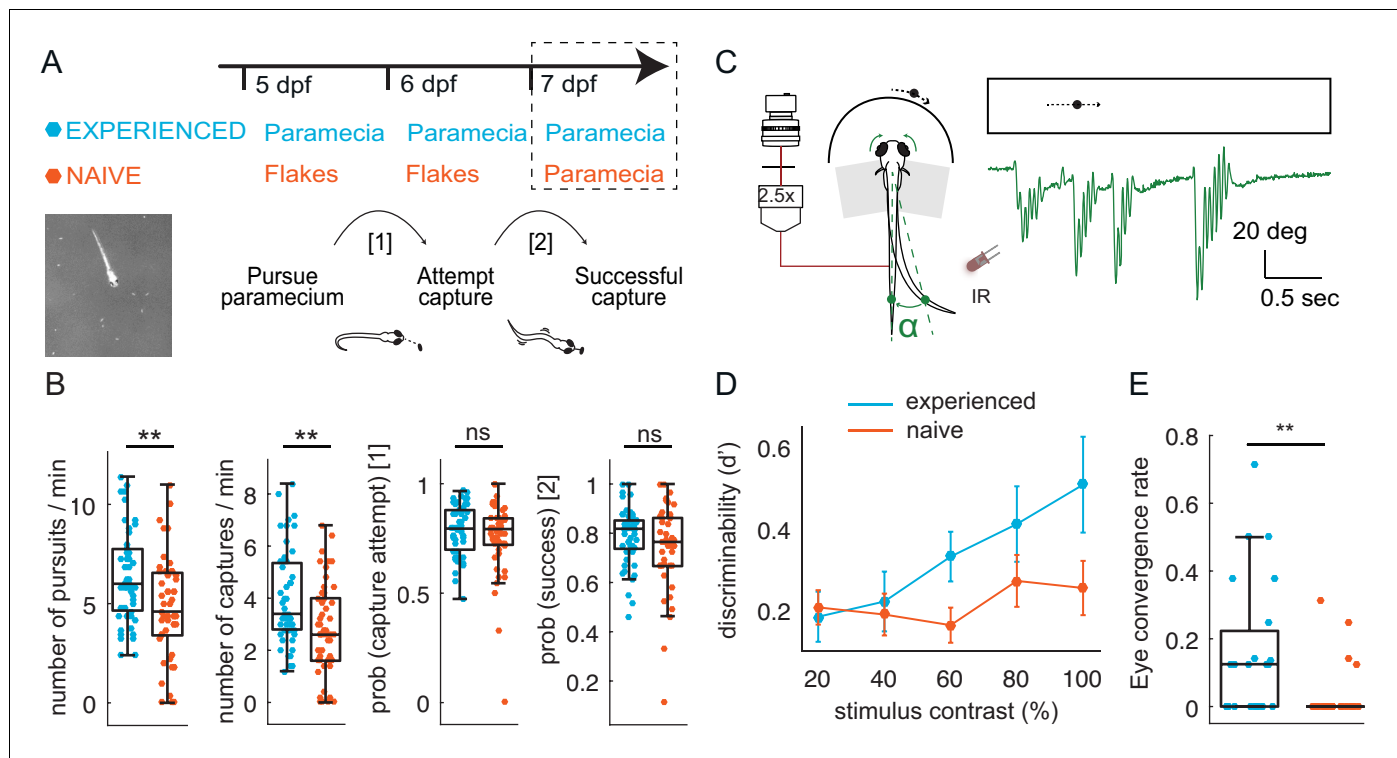 A
5 dpf 6 dpf 7 dpf
EXPERIENCED Paramecia Paramecia Paramecia
NAIVE Flakes Flakes Paramecia
[1] [2]
Pursue paramecium
Attempt capture
Successful capture
B
number of pursuits / min
10
5
0
**
number of captures / min
8
6
4
2
0
**
prob (capture attempt) [1]
1
0.5
0
ns
prob (success) [2]
1
0.8
0.6
0.4
0.2
ns
C
2.5x
α
IR
20 deg
0.5 sec
D
experienced
naive
discriminability (d')
0.6
0.4
0.2
20 40 60 80 100
stimulus contrast (%)
E
Eye convergence rate
0.8
0.6
0.4
0.2
0
**